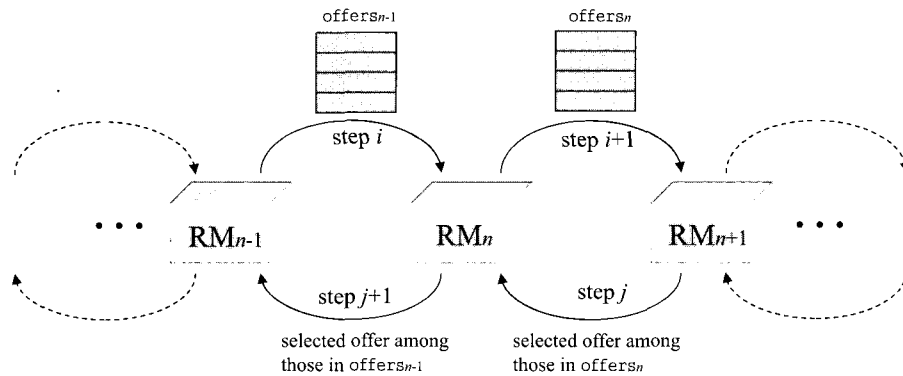 offersn-1
offersn
step i
step i+1
... RMn-1
RMn
RMn+1 ...
step j+1
step j
selected offer among
those in offersn-1
selected offer among
those in offersn